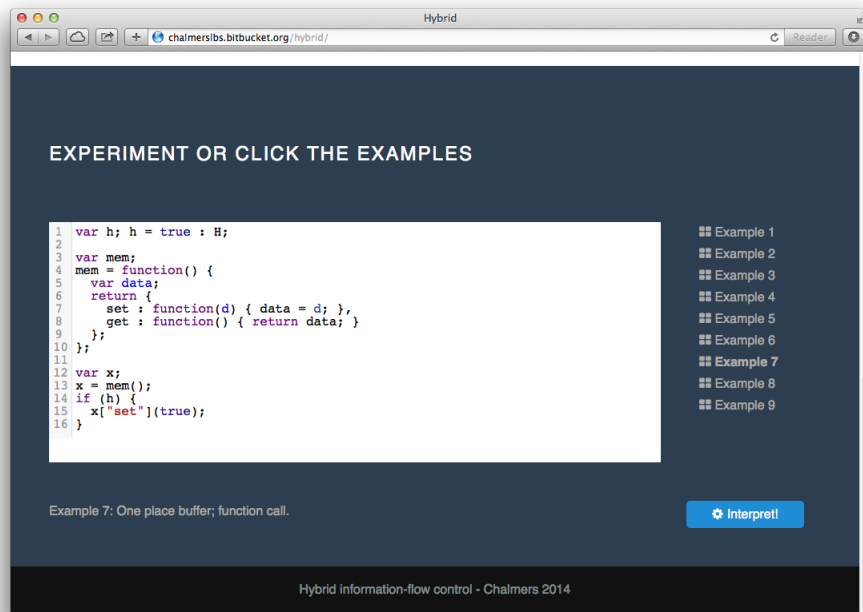 Hybrid
chalmerslbs.bitbucket.org/hybrid/
Reader
EXPERIMENT OR CLICK THE EXAMPLES
1 var h; h = true : H;
2
3 var mem;
4 mem = function() {
5   var data;
6   return {
7     set : function(d) { data = d; },
8     get : function() { return data; }
9   };
10 };
11
12 var x;
13 x = mem();
14 if (h) {
15   x["set"](true);
16 }
Example 1
Example 2
Example 3
Example 4
Example 5
Example 6
Example 7
Example 8
Example 9
Example 7: One place buffer; function call.
Interpret!
Hybrid information-flow control - Chalmers 2014